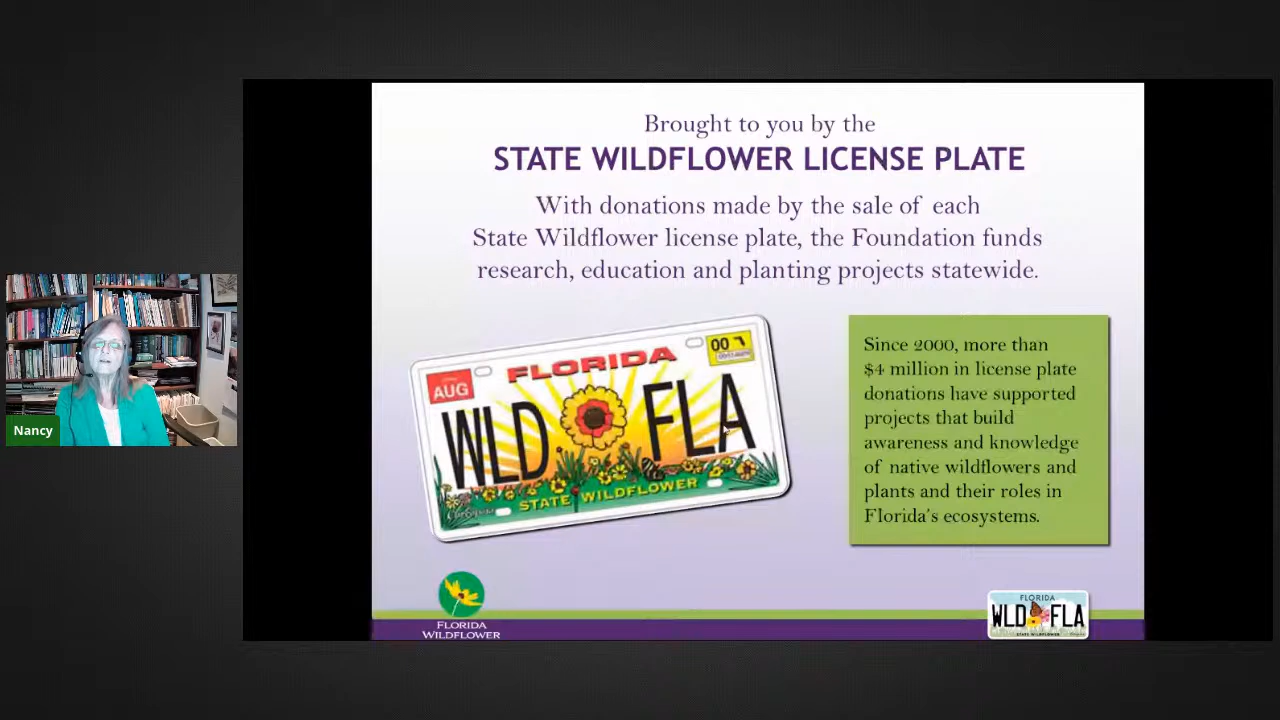 Brought to you by the
STATE WILDFLOWER LICENSE PLATE
With donations made by the sale of each
State Wildflower license plate, the Foundation funds
research, education and planting projects statewide.
FLORIDA
AUG
00
WLD FLA
STATE WILDFLOWER
Since 2000, more than
$4 million in license plate
donations have supported
projects that build
awareness and knowledge
of native wildflowers and
plants and their roles in
Florida's ecosystems.
Nancy
FLORIDA
WILDFLOWER
FLORIDA
WLD FLA
STATE WILDFLOWER